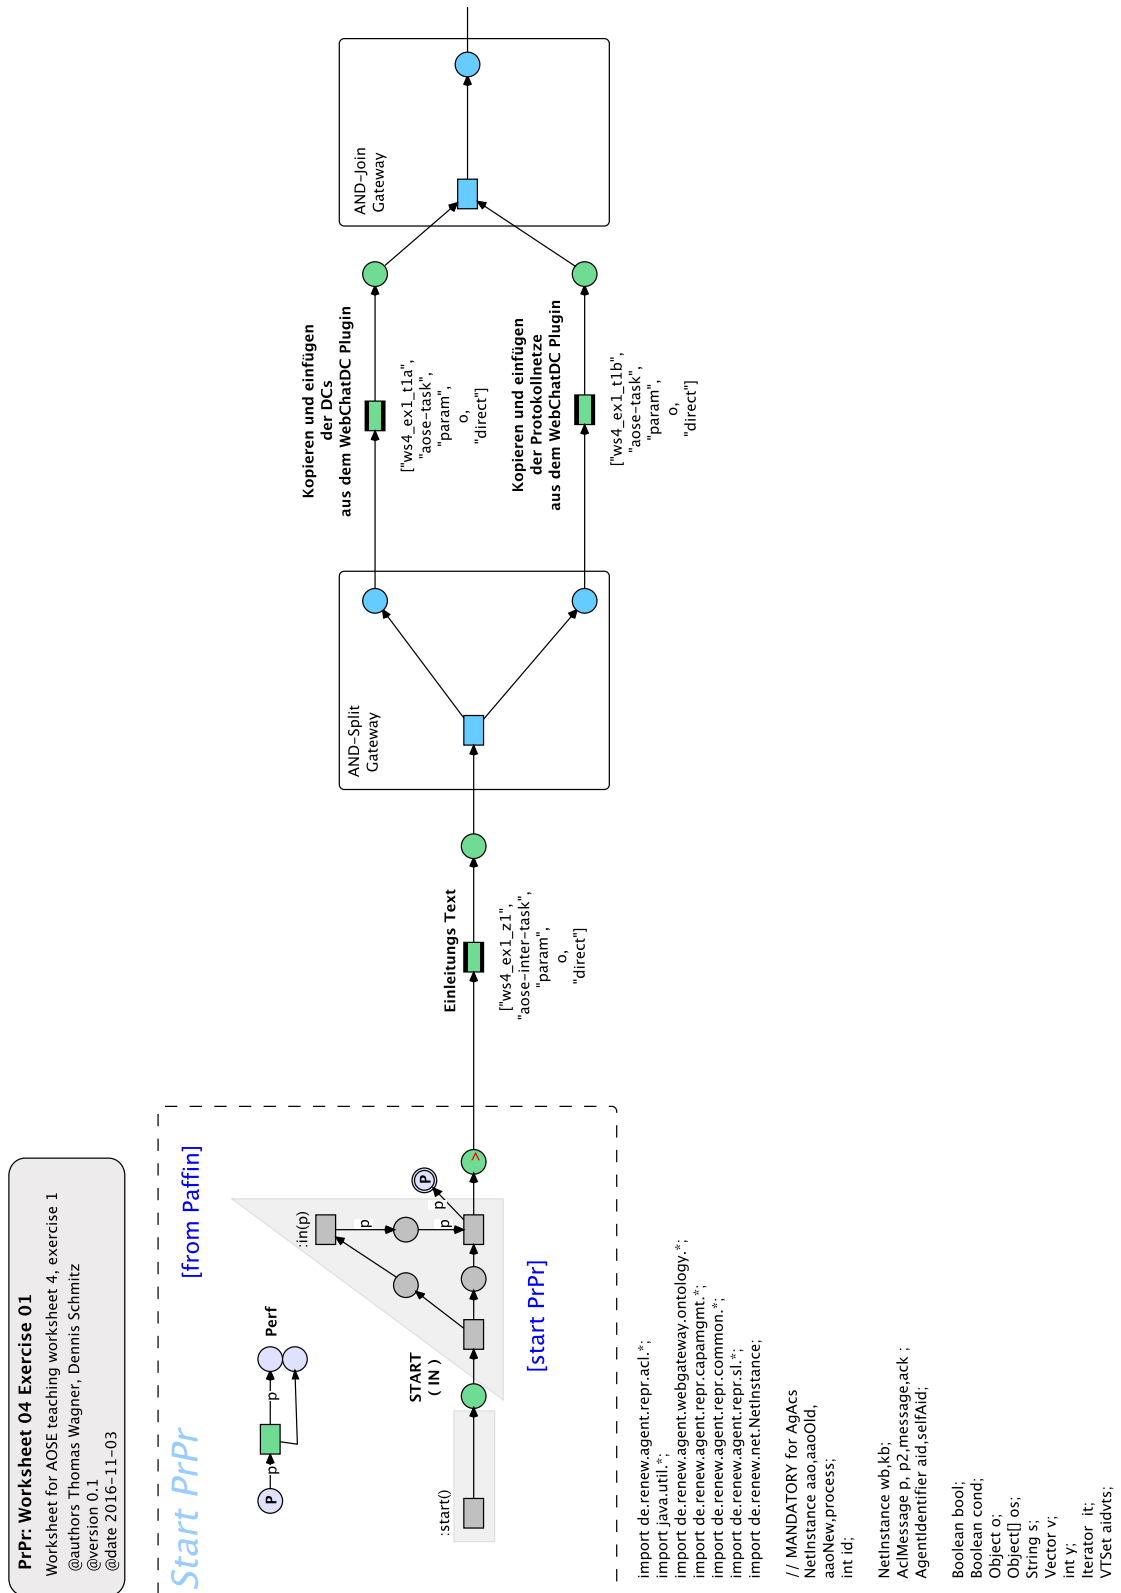 PrPr: Worksheet 04 Exercise 01
Worksheet for AOSE teaching worksheet 4, exercise 1
@authors Thomas Wagner, Dennis Schmitz
@version 0.1
@date 2016-11-03
Start PrPr
[from Paffin]
P
p
p
Perf
:start()
START
( IN )
:in(p)
p
p
p
P
>
[start PrPr]
Einleitungs Text
["ws4_ex1_z1",
"aose-inter-task",
"param",
o,
"direct"]
AND-Split
Gateway
Kopieren und einfügen
der DCs
aus dem WebChatDC Plugin
["ws4_ex1_t1a",
"aose-task",
"param",
o,
"direct"]
Kopieren und einfügen
der Protokollnetze
aus dem WebChatDC Plugin
["ws4_ex1_t1b",
"aose-task",
"param",
o,
"direct"]
AND-Join
Gateway
import de.renew.agent.repr.acl.*;
import java.util.*;
import de.renew.agent.webgateway.ontology.*;
import de.renew.agent.repr.capamgmt.*;
import de.renew.agent.repr.common.*;
import de.renew.agent.repr.sl.*;
import de.renew.net.NetInstance;
// MANDATORY for AgAcs
NetInstance aao,aaoOld,
aaoNew,process;
int id;
NetInstance wb,kb;
AclMessage p, p2,message,ack ;
AgentIdentifier aid,selfAid;
Boolean bool;
Boolean cond;
Object o;
Object[] os;
String s;
Vector v;
int y;
Iterator it;
VTSet aidvts;